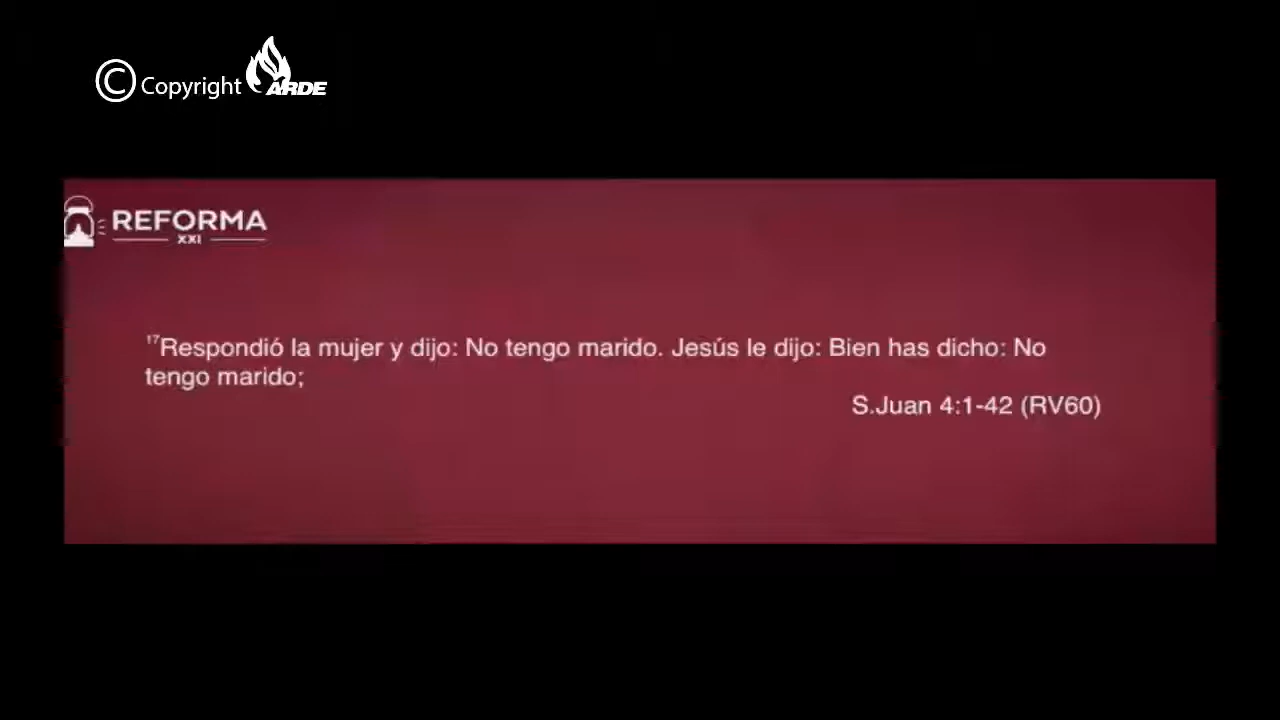 © Copyright ARDE
REFORMA
XXI
¹⁷Respondió la mujer y dijo: No tengo marido. Jesús le dijo: Bien has dicho: No
tengo marido;
S.Juan 4:1-42 (RV60)